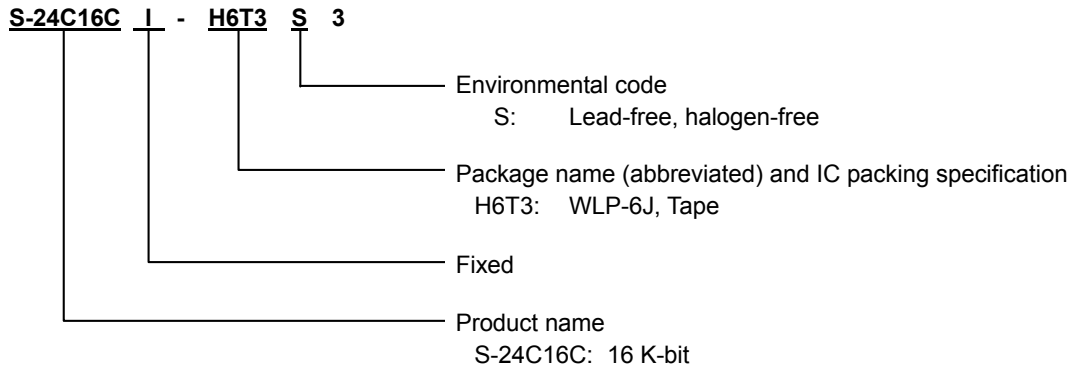 S-24C16C I - H6T3 S 3
Environmental code
S: Lead-free, halogen-free
Package name (abbreviated) and IC packing specification
H6T3: WLP-6J, Tape
Fixed
Product name
S-24C16C: 16 K-bit